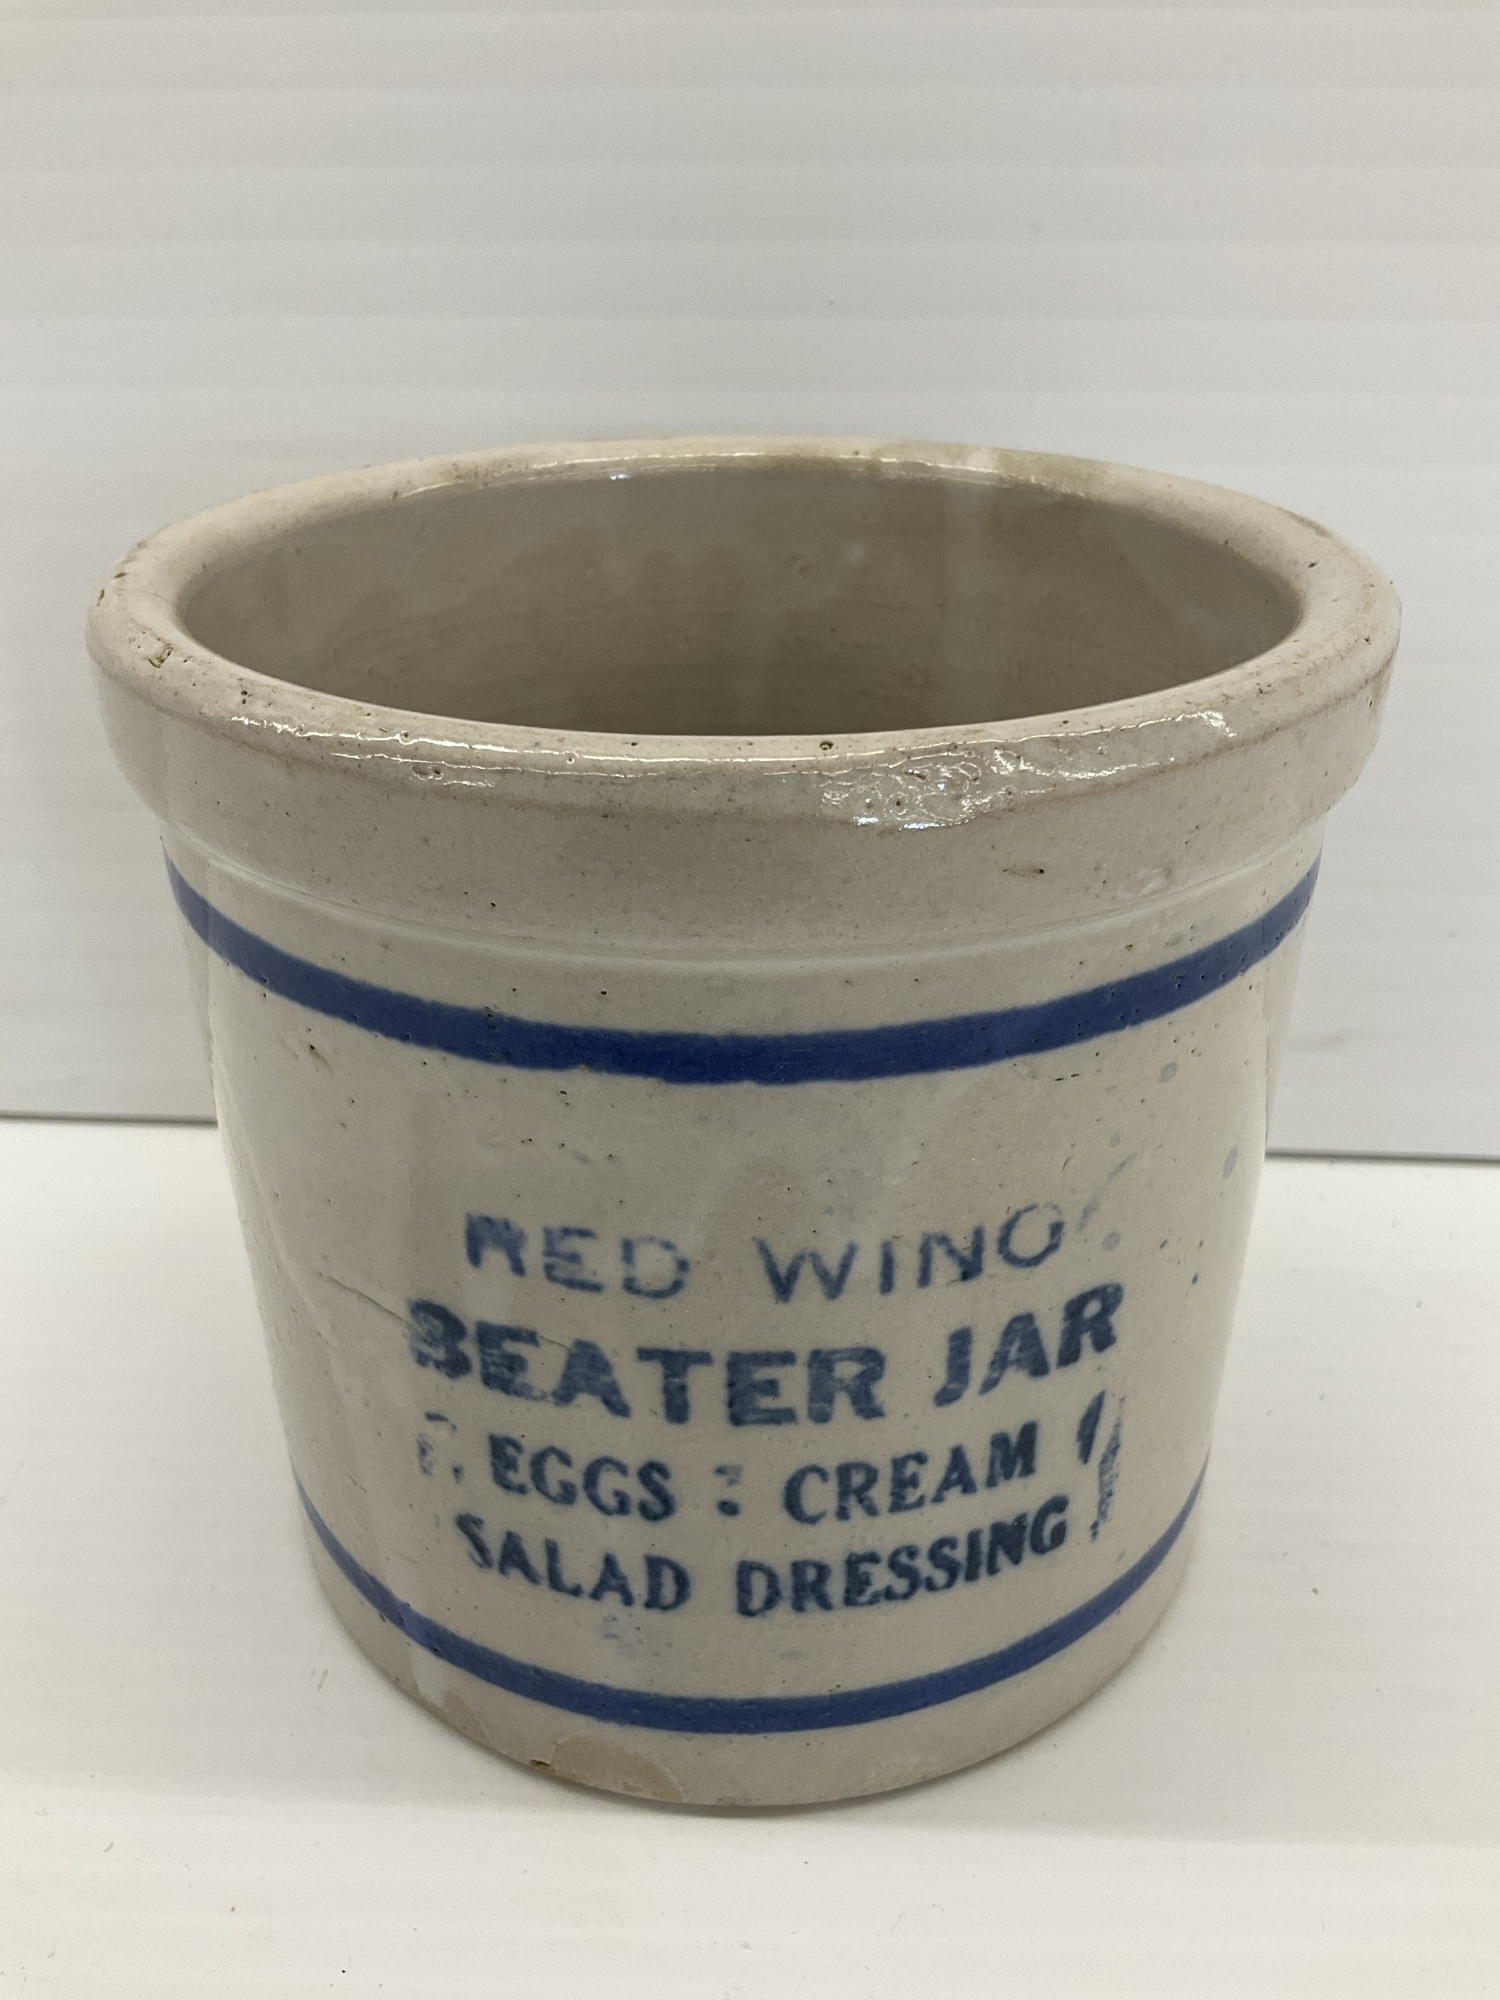 RED WING
BEATER JAR
EGGS : CREAM
SALAD DRESSING